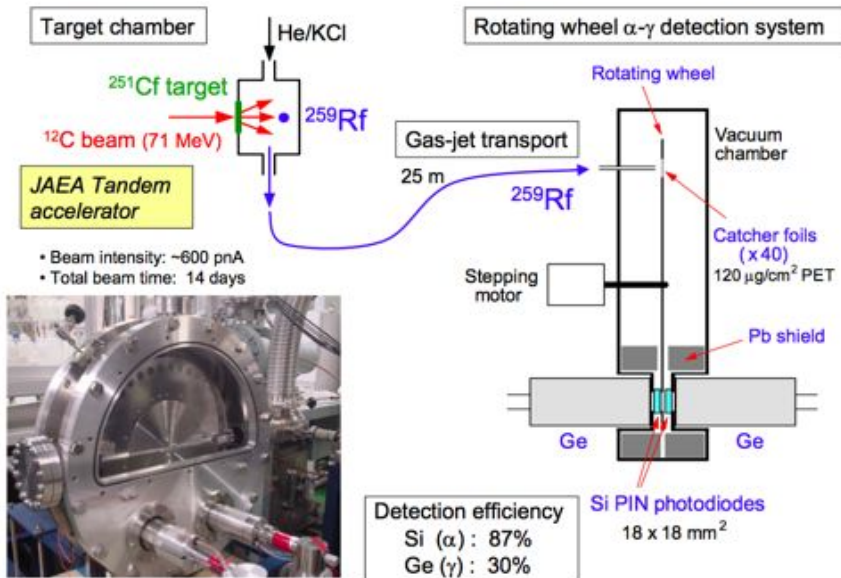 Target chamber
He/KCl
Rotating wheel α-γ detection system
²⁵¹Cf target
²⁵⁹Rf
¹²C beam (71 MeV)
Rotating wheel
Gas-jet transport
25 m
Vacuum
chamber
JAEA Tandem
accelerator
²⁵⁹Rf
• Beam intensity: ~600 pnA
• Total beam time: 14 days
Catcher foils
(x 40)
120 μg/cm² PET
Stepping
motor
Pb shield
Ge
Ge
Si PIN photodiodes
18 x 18 mm²
Detection efficiency
Si (α) : 87%
Ge (γ) : 30%